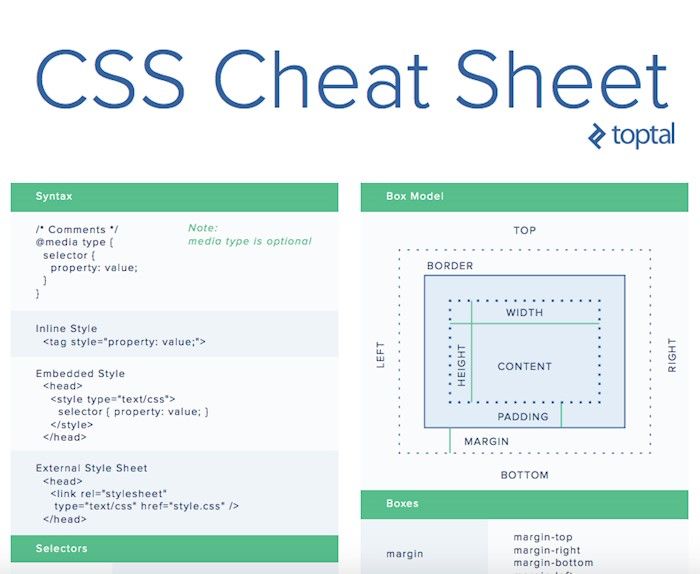 CSS Cheat Sheet
toptal
Syntax
/* Comments */
@media type {
selector {
property: value;
}
}
Note:
media type is optional
Inline Style
<tag style="property: value;">
Embedded Style
<head>
<style type="text/css">
selector { property: value; }
</style>
</head>
External Style Sheet
<head>
<link rel="stylesheet"
type="text/css" href="style.css" />
</head>
Selectors
Box Model
TOP
BORDER
WIDTH
LEFT
HEIGHT
CONTENT
RIGHT
PADDING
MARGIN
BOTTOM
Boxes
margin
margin-top
margin-right
margin-bottom